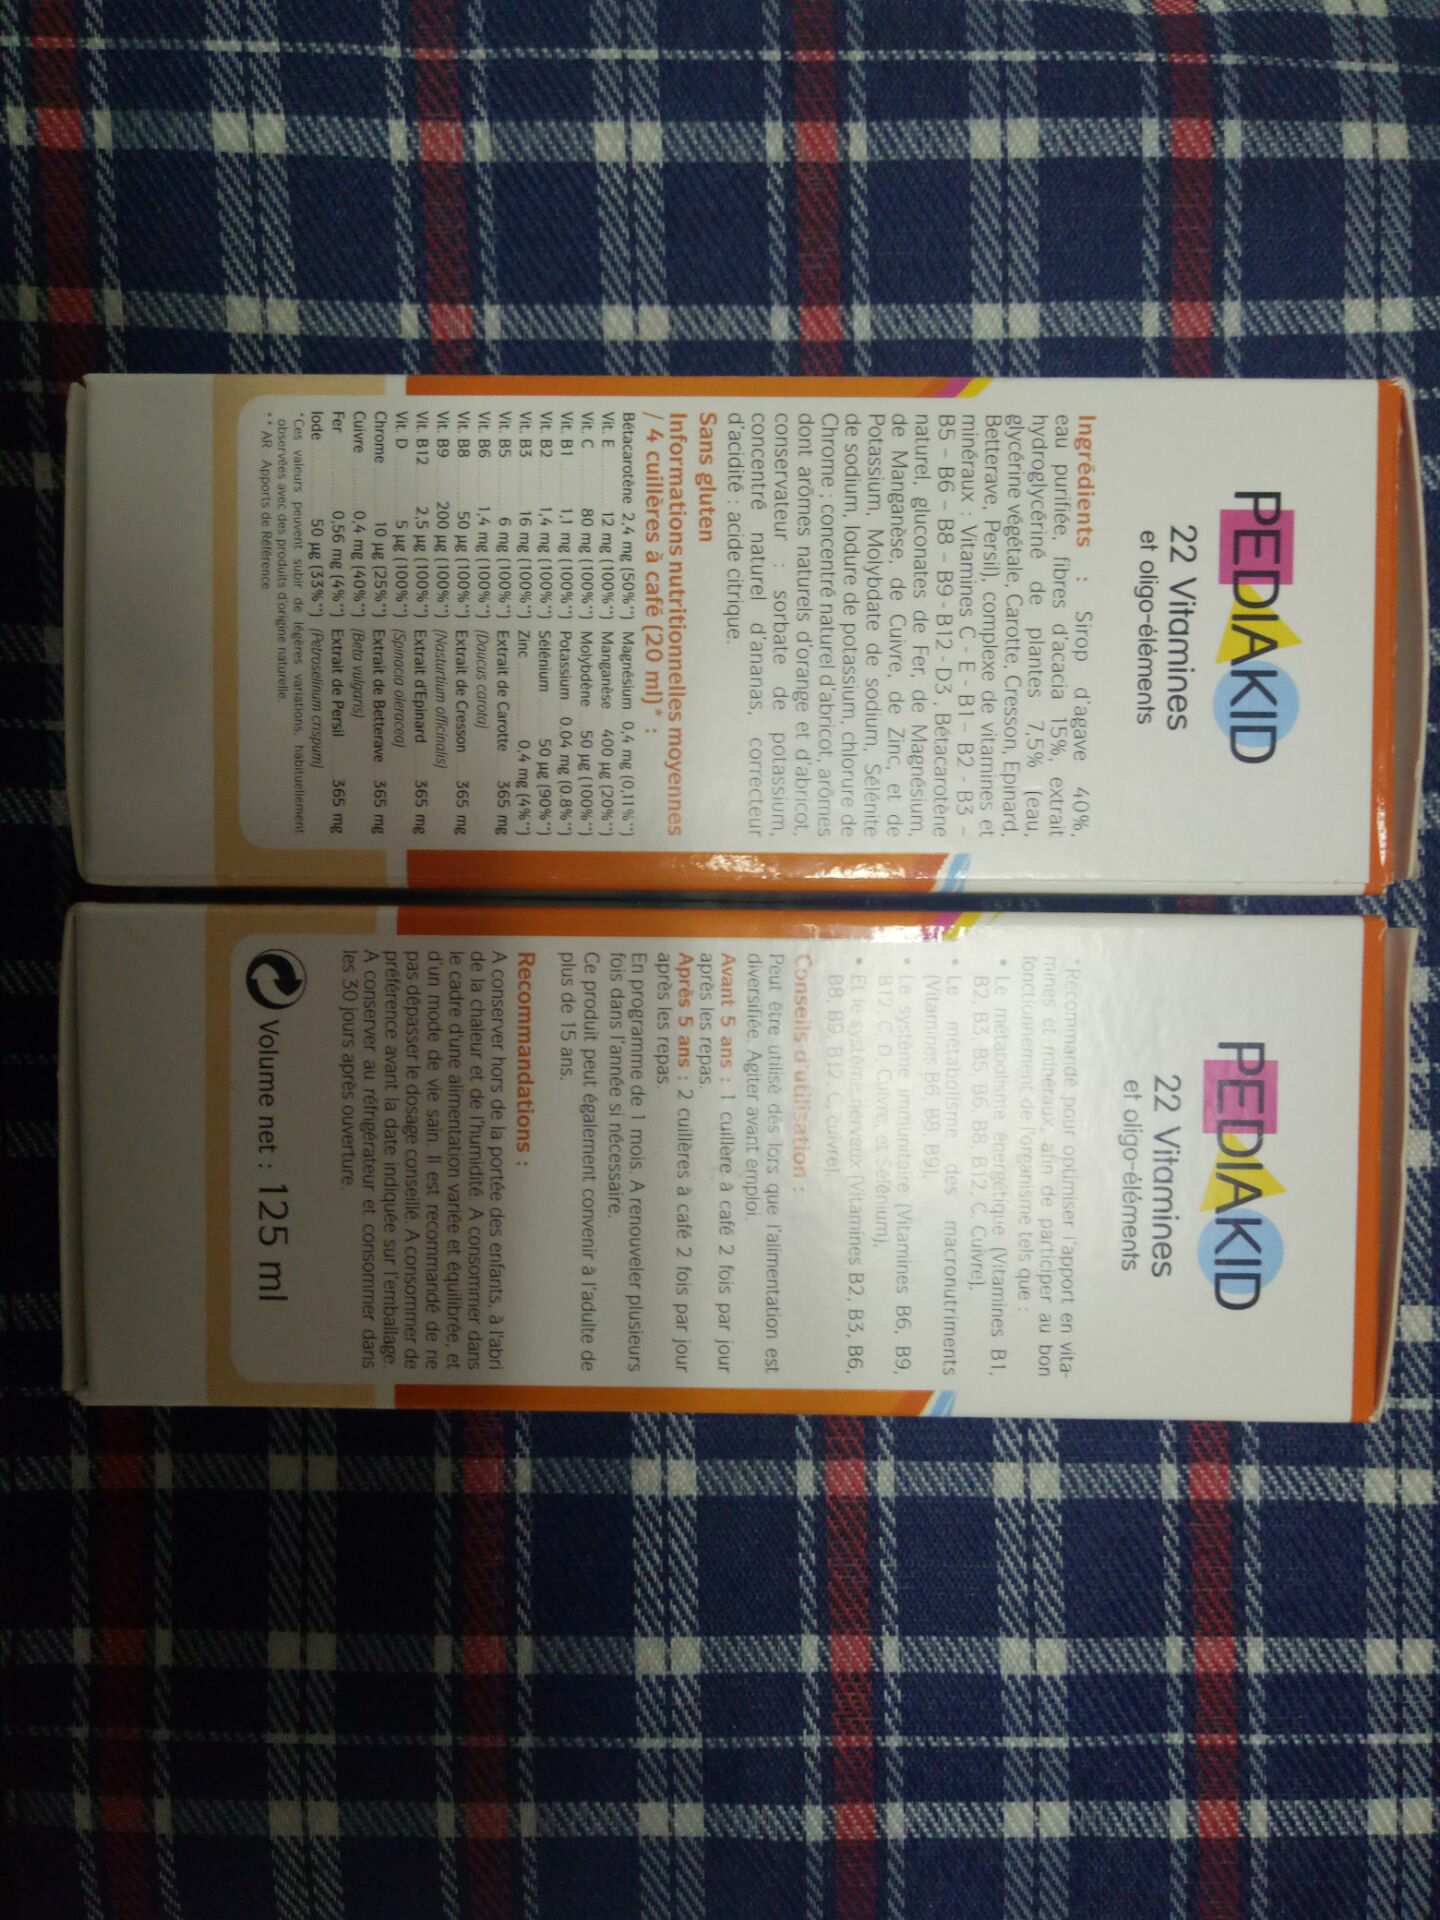 PEDIAKID
22 Vitamines
et oligo-éléments
Ingrédients : Sirop d'agave 40%,
eau purifiée, fibres d'acacia 15%, extrait
hydroglycériné de plantes 7,5% (eau,
glycérine végétale, Carotte, Cresson, Epinard,
Betterave, Persil), complexe de vitamines et
minéraux : Vitamines C - E - B1 - B2 - B3 -
B5 - B6 - B8 - B9 - B12 - D3 , Bétacarotène
naturel, gluconates de Fer, de Magnésium,
de Manganèse, de Cuivre, de Zinc, et de
Potassium, Molybdate de sodium, Sélénite
de sodium, Iodure de potassium, chlorure de
Chrome ; concentré naturel d'abricot, arômes
dont arômes naturels d'orange et d'abricot,
conservateur : sorbate de potassium,
concentré naturel d'ananas, correcteur
d'acidité : acide citrique.
Sans gluten
Informations nutritionnelles moyennes
/ 4 cuillères à café (20 ml)* :
Bétacarotène 2,4 mg (50%**) Magnésium 0,4 mg (0,11%**)
Vit. E 12 mg (100%**) Manganèse 400 µg (20%**)
Vit. C 80 mg (100%**) Molybdène 50 µg (100%**)
Vit. B1 1,1 mg (100%**) Potassium 0,04 mg (0,8%**)
Vit. B2 1,4 mg (100%**) Sélénium 50 µg (90%**)
Vit. B3 16 mg (100%**) Zinc 0,4 mg (4%**)
Vit. B5 6 mg (100%**) Extrait de Carotte 365 mg
Vit. B6 1,4 mg (100%**) (Daucus carota)
Vit. B8 50 µg (100%**) Extrait de Cresson 365 mg
Vit. B9 200 µg (100%**) (Nasturtium officinalis)
Vit. B12 2,5 µg (100%**) Extrait d'Epinard 365 mg
Vit. D 5 µg (100%**) (Spinacia oleracea)
Chrome 10 µg (25%**) Extrait de Betterave 365 mg
Cuivre 0,4 mg (40%**) (Beta vulgaris)
Fer 0,56 mg (4%**) Extrait de Persil 365 mg
Iode 50 µg (33%**) (Petroselinum crispum)
*Ces valeurs peuvent subir de légères variations, habituellement
observées avec des produits d'origine naturelle.
** AR : Apports de Référence
PEDIAKID
22 Vitamines
et oligo-éléments
*Recommandé pour optimiser l'apport en vita-
mines et minéraux, afin de participer au bon
fonctionnement de l'organisme tels que :
• Le métabolisme énergétique (Vitamines B1,
B2, B3, B5, B6, B8, B12, C, Cuivre),
• Le métabolisme des macronutriments
(Vitamines B6, B8, B9),
• Le système immunitaire (Vitamines B6, B9,
B12, C, D, Cuivre, et Sélénium),
• Et le système nerveux (Vitamines B2, B3, B6,
B8, B9, B12, C, cuivre).
Conseils d'utilisation :
Peut être utilisé dès lors que l'alimentation est
diversifiée. Agiter avant emploi.
Avant 5 ans : 1 cuillère à café 2 fois par jour
après les repas.
Après 5 ans : 2 cuillères à café 2 fois par jour
après les repas.
En programme de 1 mois. A renouveler plusieurs
fois dans l'année si nécessaire.
Ce produit peut également convenir à l'adulte de
plus de 15 ans.
Recommandations :
A conserver hors de la portée des enfants, à l'abri
de la chaleur et de l'humidité. A consommer dans
le cadre d'une alimentation variée et équilibrée, et
d'un mode de vie sain. Il est recommandé de ne
pas dépasser le dosage conseillé. A consommer de
préférence avant la date indiquée sur l'emballage.
A conserver au réfrigérateur et consommer dans
les 30 jours après ouverture.
Volume net : 125 ml